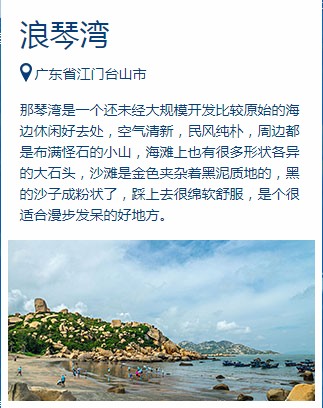 浪琴湾
广东省江门台山市
那琴湾是一个还未经大规模开发比较原始的海
边休闲好去处，空气清新，民风纯朴，周边都
是布满怪石的小山，海滩上也有很多形状各异
的大石头，沙滩是金色夹杂着黑泥质地的，黑
的沙子成粉状了，踩上去很绵软舒服，是个很
适合漫步发呆的好地方。